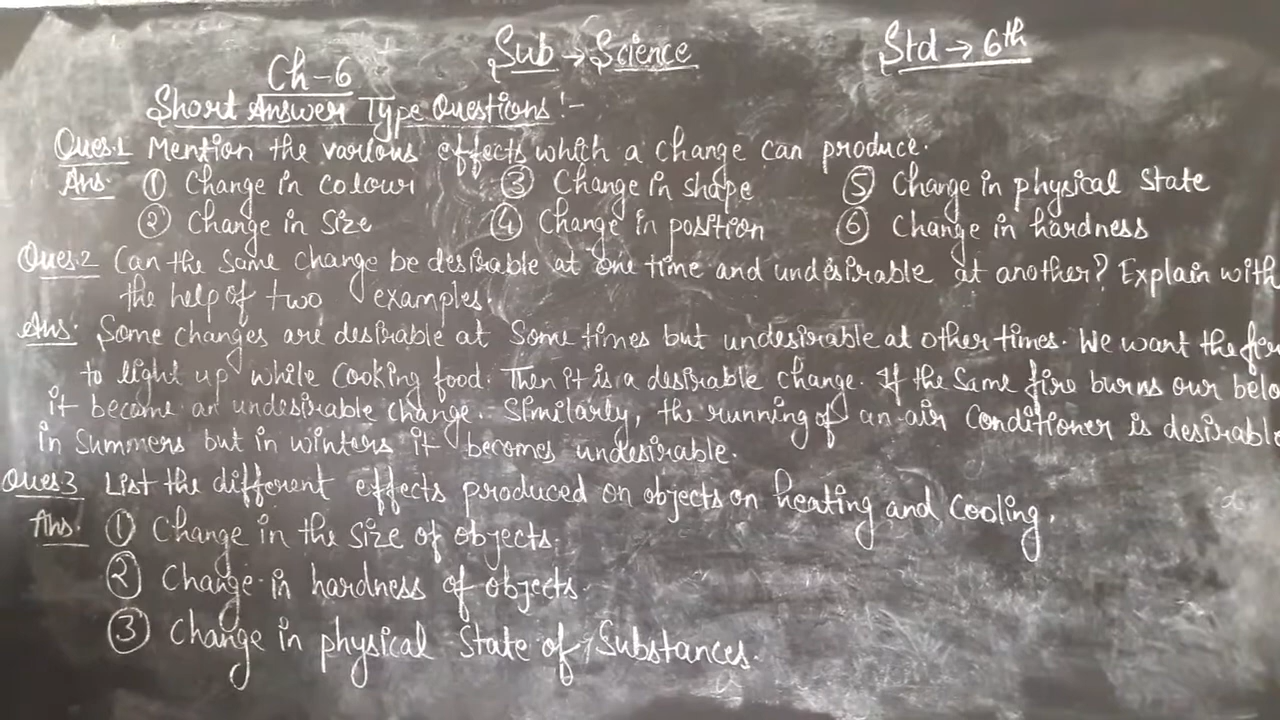 Ch-6 Sub → Science Std → 6th
Short Answer Type Questions :-
Ques.1 Mention the various effects which a change can produce.
Ans. ① Change in colour ③ Change in shape ⑤ Change in physical state
② Change in size ④ Change in position ⑥ Change in hardness
Ques.2 Can the same change be desirable at one time and undesirable at another? Explain with
the help of two examples.
Ans. Some changes are desirable at some times but undesirable at other times. We want the
to light up while cooking food. Then it is a desirable change. If the same fire burns our
it become an undesirable change. Similarly, the running of an air conditioner is desirable
in summers but in winters it becomes undesirable.
Ques.3 List the different effects produced on objects on heating and cooling.
Ans. ① Change in the size of objects.
② Change in hardness of objects.
③ Change in physical state of substances.